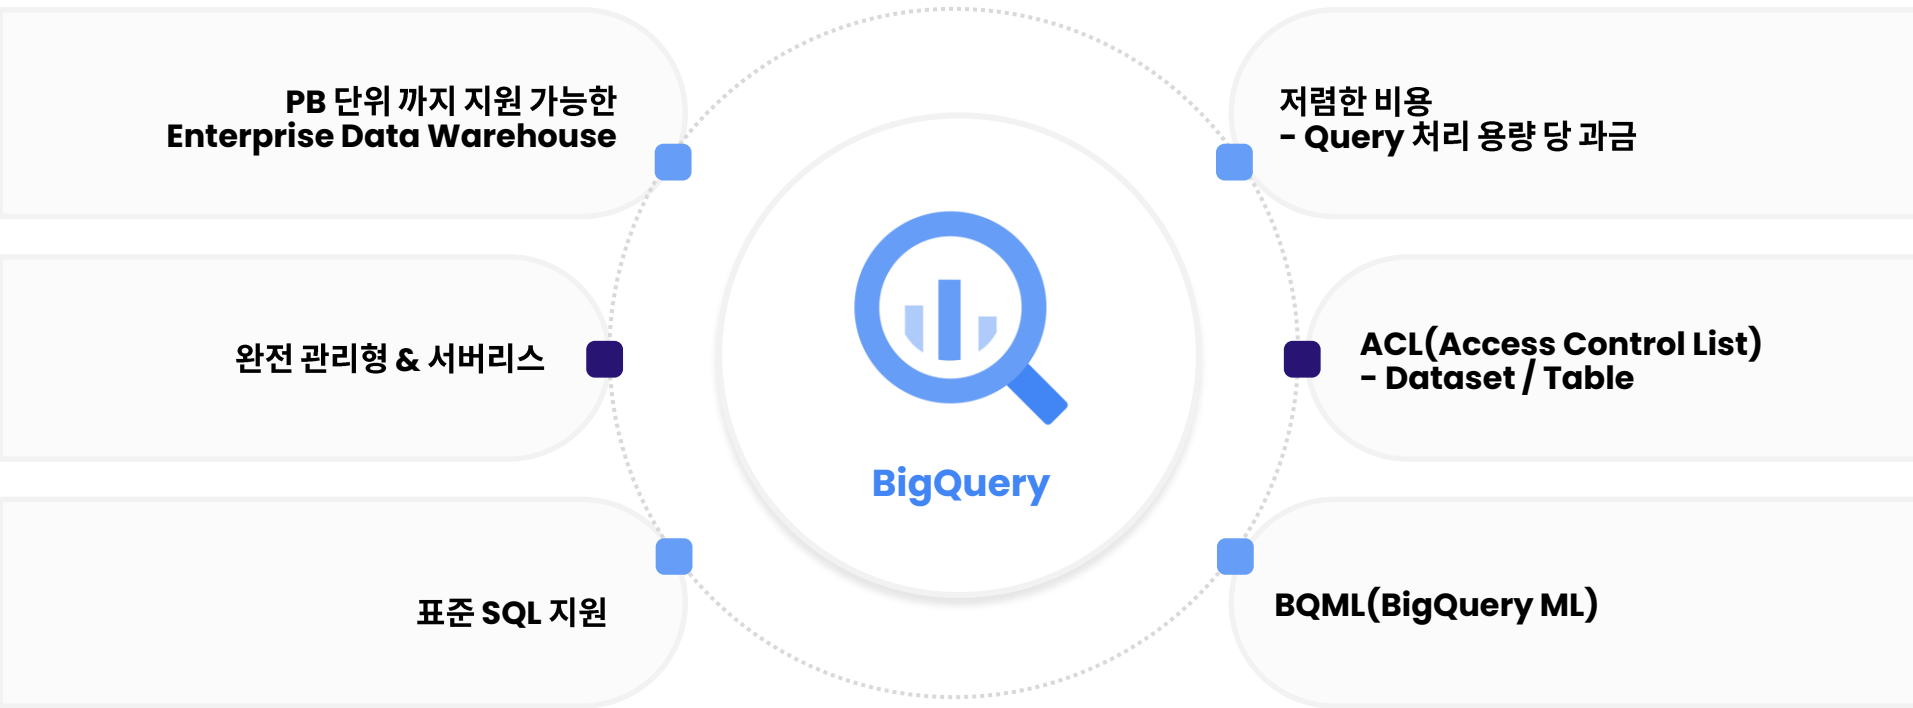 PB 단위 까지 지원 가능한
Enterprise Data Warehouse
완전 관리형 & 서버리스
표준 SQL 지원
BigQuery
저렴한 비용
- Query 처리 용량 당 과금
ACL(Access Control List)
- Dataset / Table
BQML(BigQuery ML)